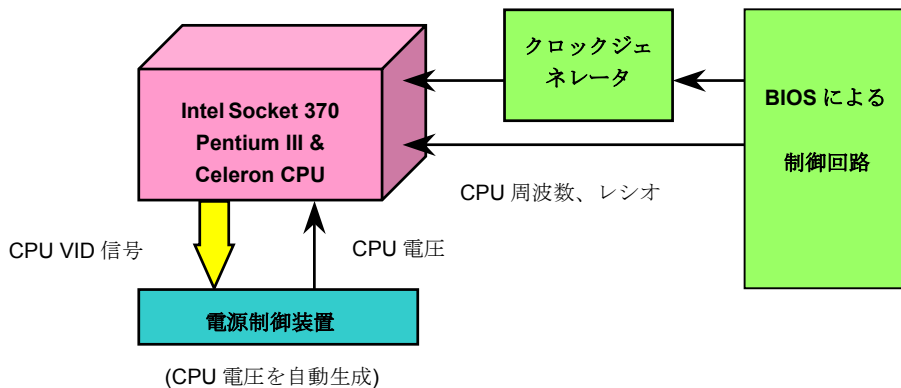 クロックジェ
ネレータ
BIOS による
制御回路
Intel Socket 370
Pentium III &
Celeron CPU
CPU 周波数、レシオ
CPU VID 信号
CPU 電圧
電源制御装置
(CPU 電圧を自動生成)